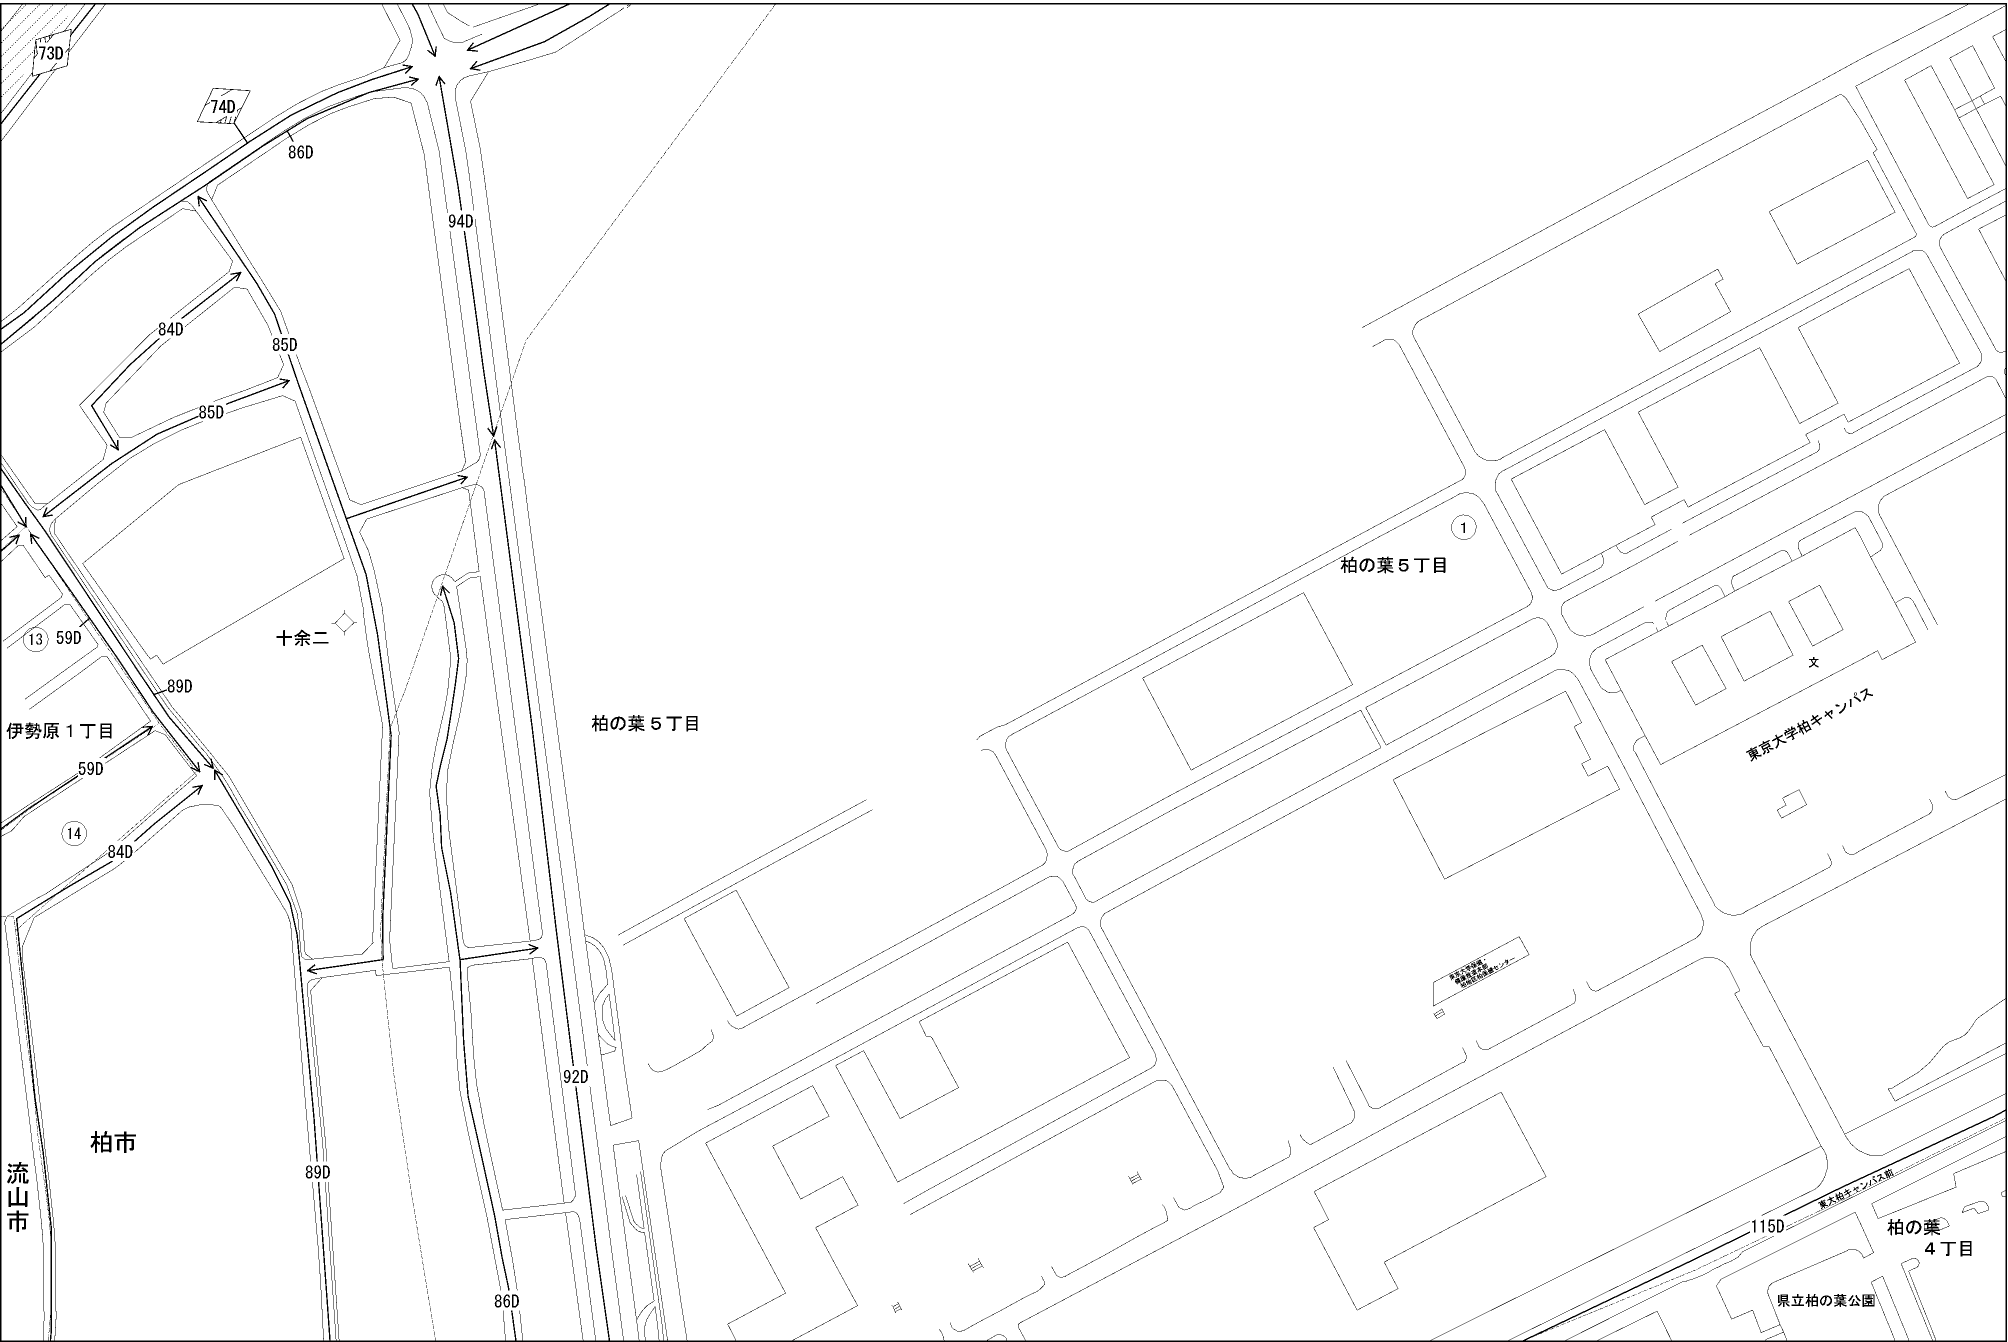 73D
74D
86D
94D
84D
85D
85D
1
柏の葉５丁目
13
59D
十余二
文
89D
伊勢原１丁目
柏の葉５丁目
東京大学柏キャンパス
59D
14
84D
92D
柏市
流山市
89D
東大柏キャンパス前
115D
柏の葉
４丁目
86D
県立柏の葉公園